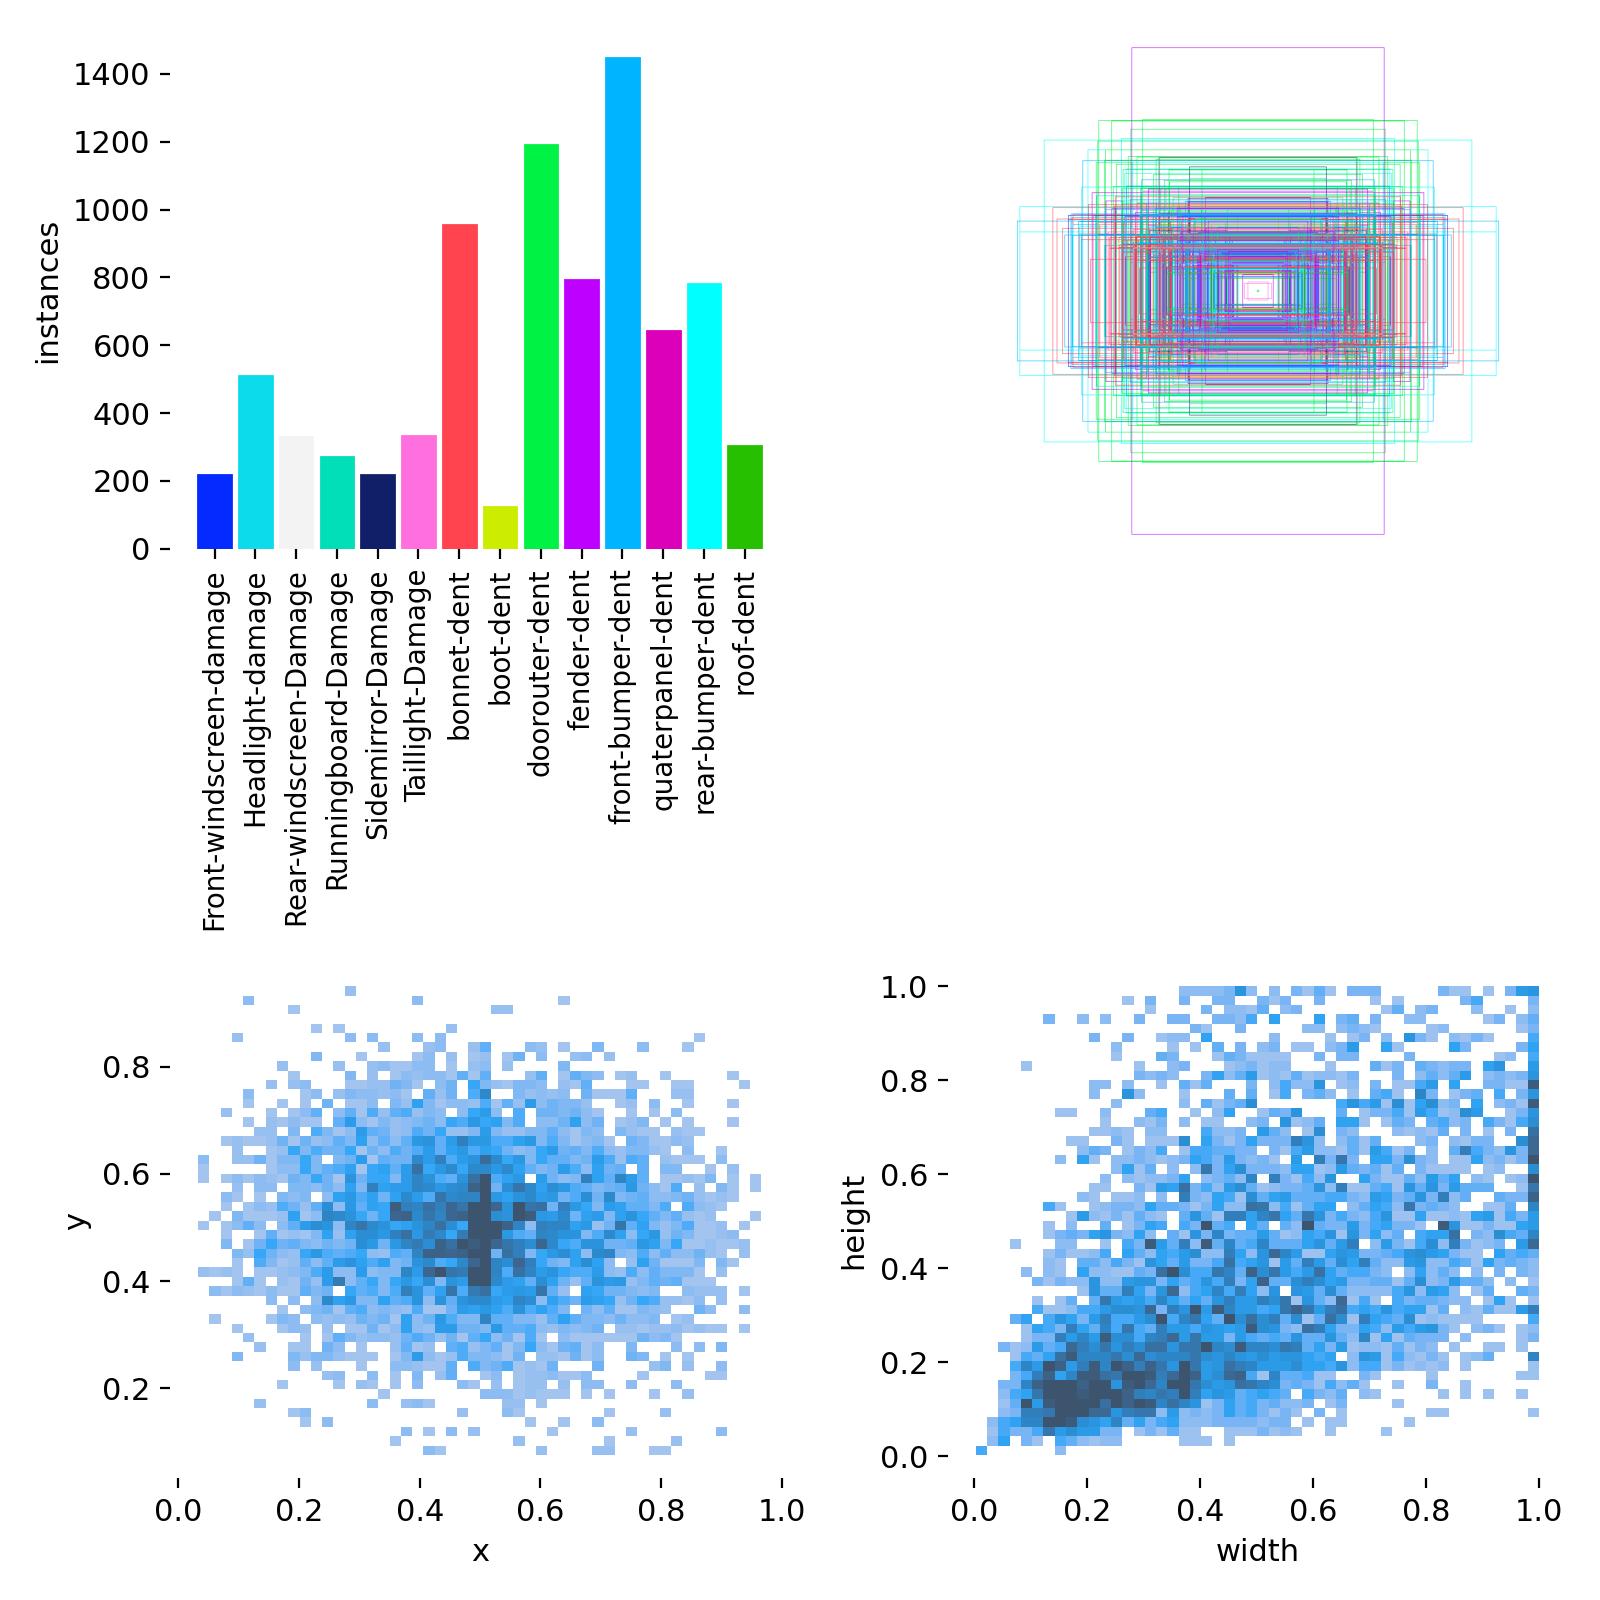 1400
1200
1000
800
600
400
200
0
instances
Front-windscreen-damage
Headlight-damage
Rear-windscreen-Damage
Runningboard-Damage
Sidemirror-Damage
Taillight-Damage
bonnet-dent
boot-dent
doorouter-dent
fender-dent
front-bumper-dent
quaterpanel-dent
rear-bumper-dent
roof-dent
0.8
0.6
0.4
0.2
y
0.0 0.2 0.4 0.6 0.8 1.0
x
1.0
0.8
0.6
0.4
0.2
0.0
height
0.0 0.2 0.4 0.6 0.8 1.0
width